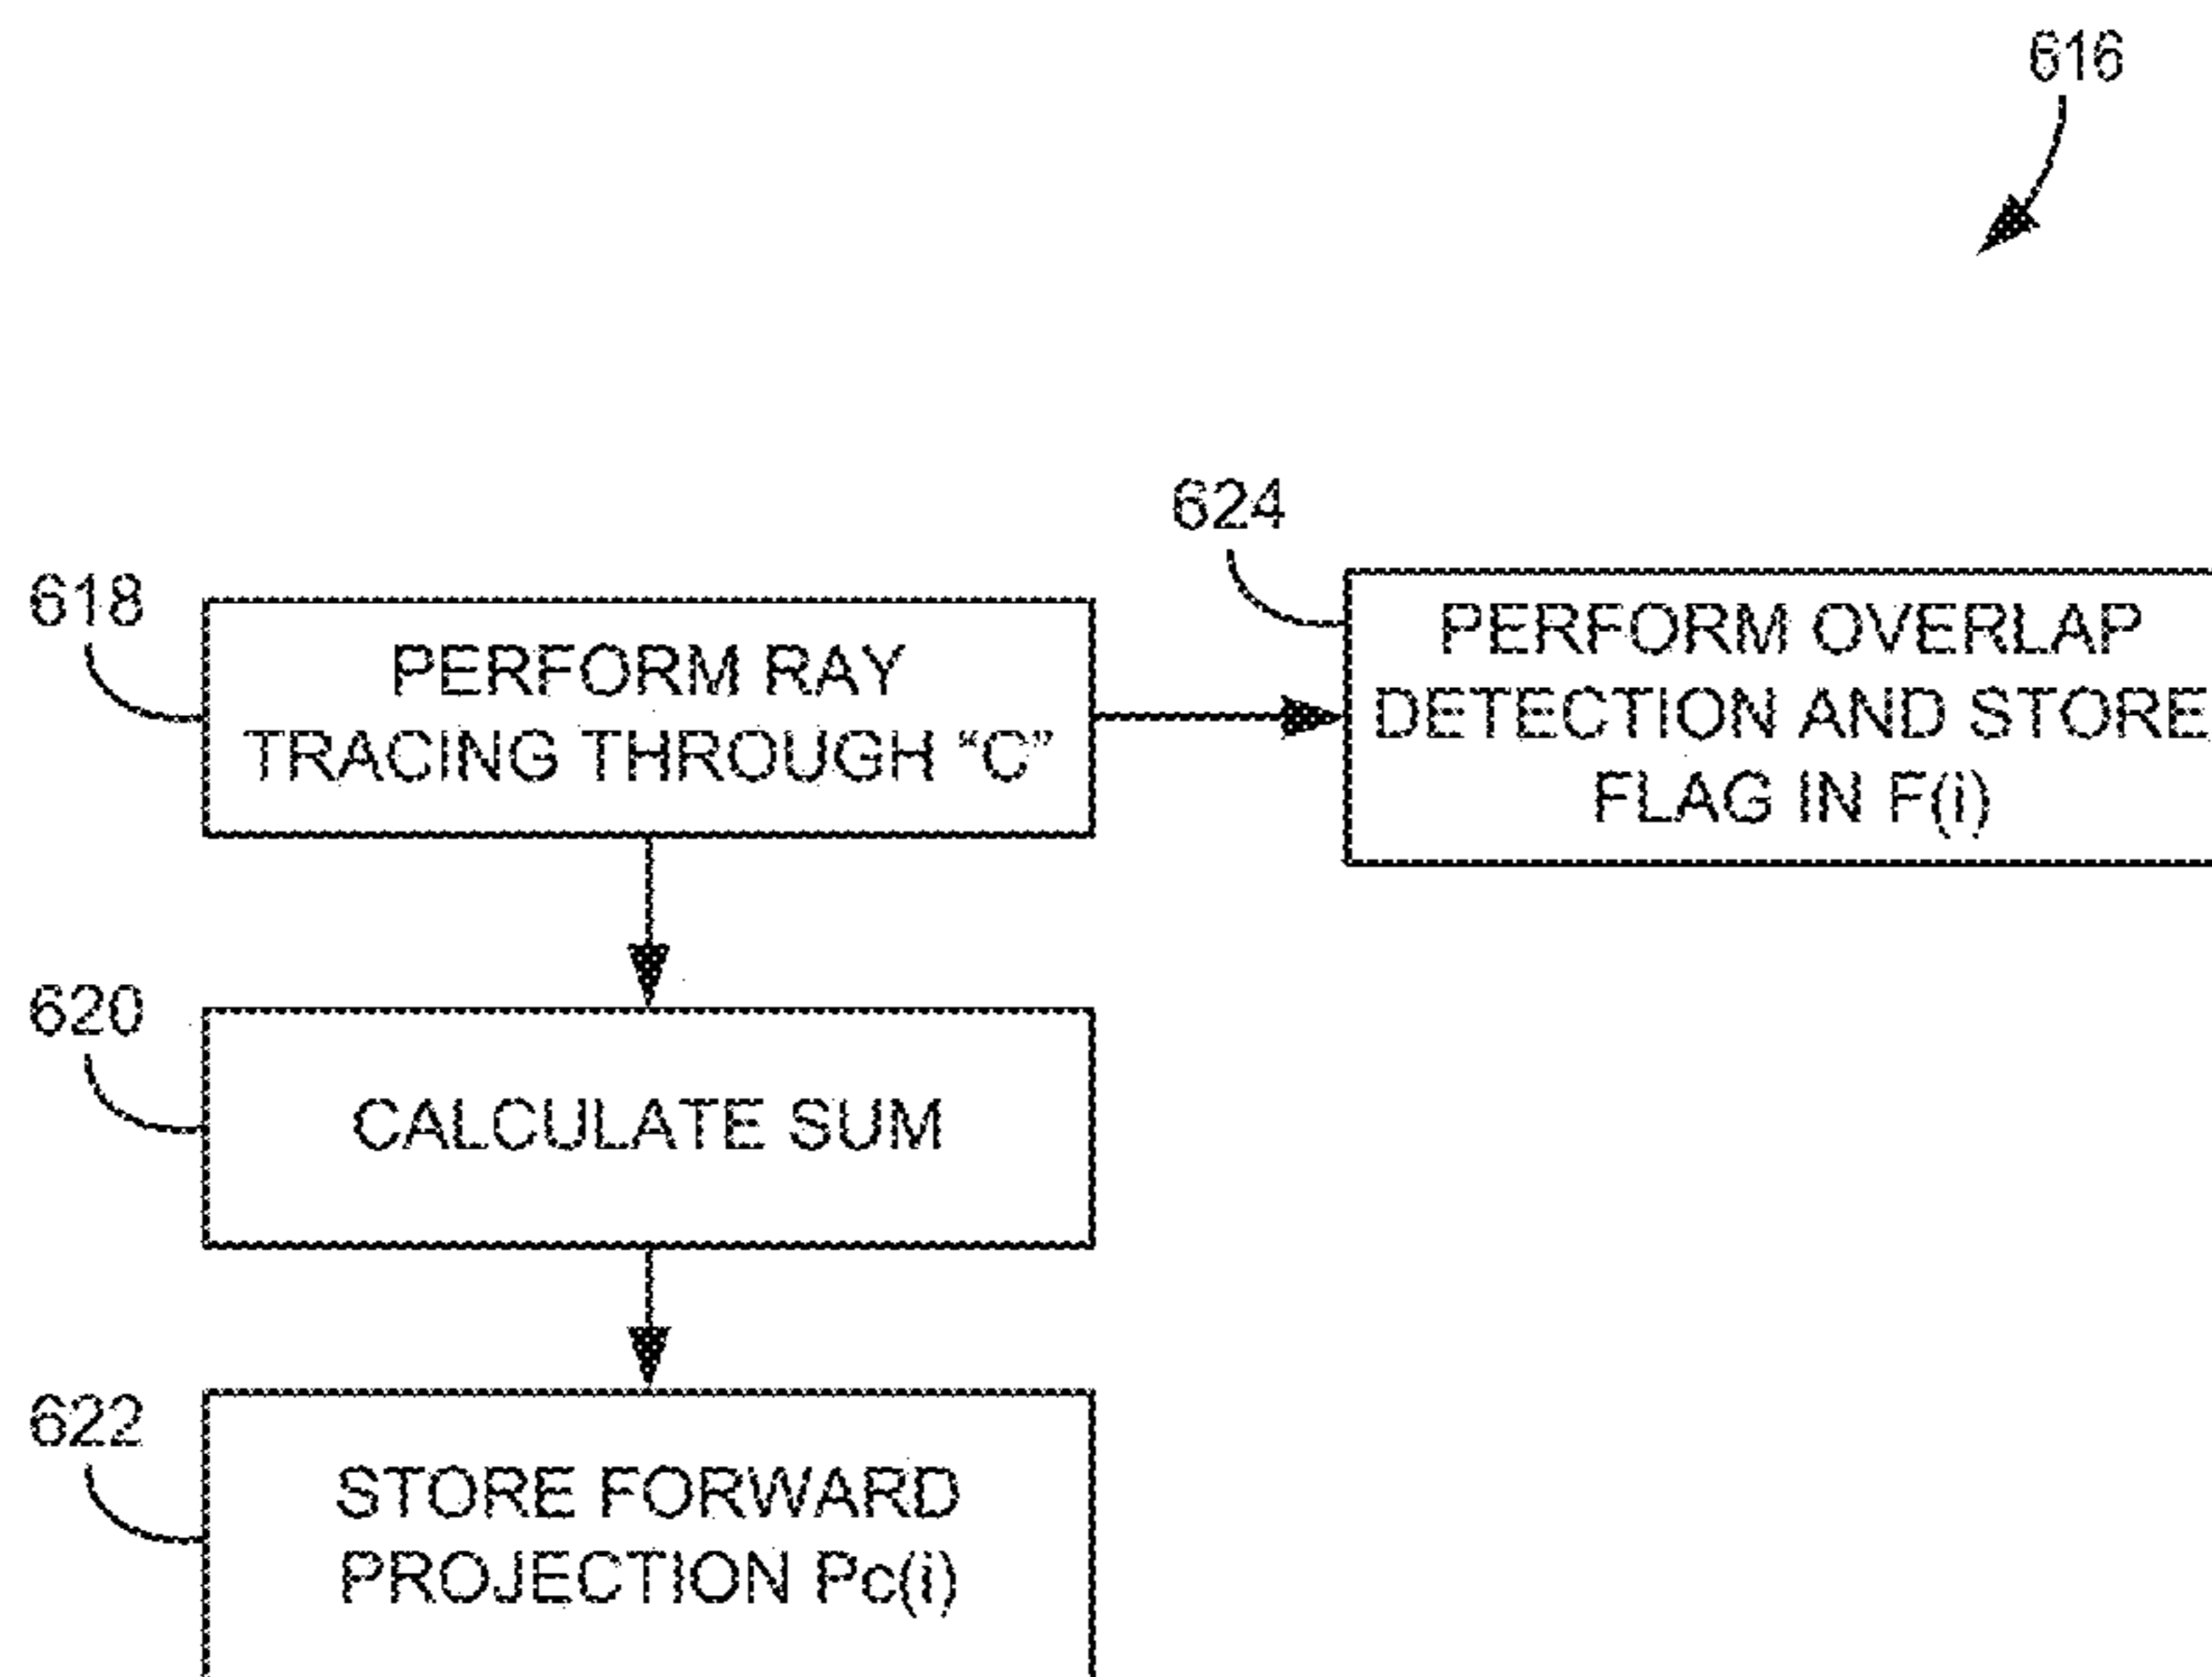 616
624
PERFORM OVERLAP
DETECTION AND STORE
FLAG IN F(i)
618
PERFORM RAY
TRACING THROUGH “C”
620
CALCULATE SUM
622
STORE FORWARD
PROJECTION Pc(i)